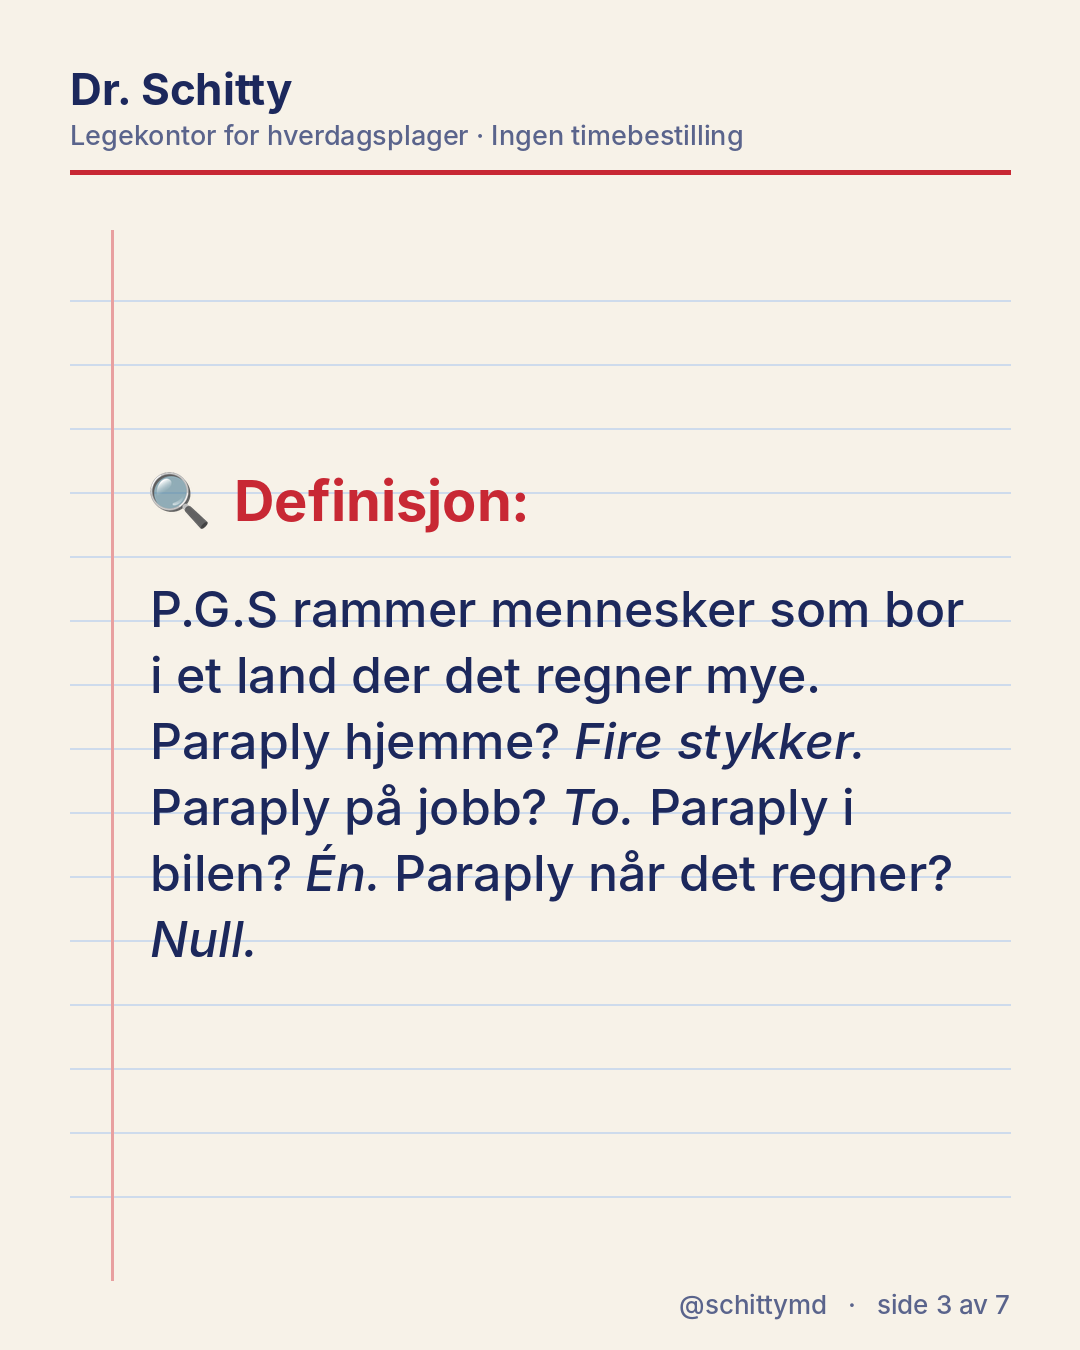 Dr. Schitty
Legekontor for hverdagsplager · Ingen timebestilling
🔍 Definisjon:
P.G.S rammer mennesker som bor
i et land der det regner mye.
Paraply hjemme? Fire stykker.
Paraply på jobb? To. Paraply i
bilen? Én. Paraply når det regner?
Null.
@schittymd · side 3 av 7